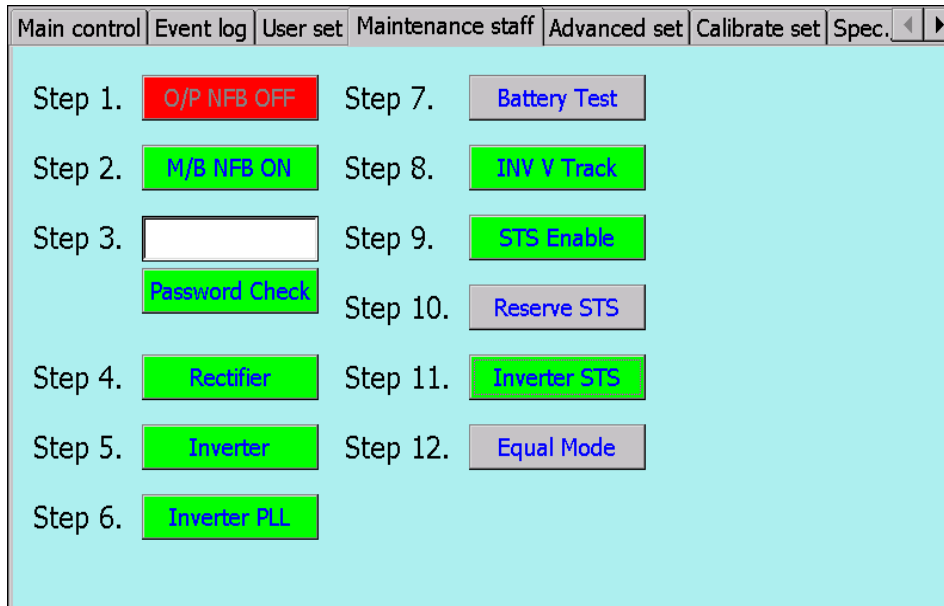 Main control Event log User set Maintenance staff Advanced set Calibrate set Spec.
Step 1. O/P NFB OFF
Step 2. M/B NFB ON
Step 3.
Password Check
Step 4. Rectifier
Step 5. Inverter
Step 6. Inverter PLL
Step 7. Battery Test
Step 8. INV V Track
Step 9. STS Enable
Step 10. Reserve STS
Step 11. Inverter STS
Step 12. Equal Mode